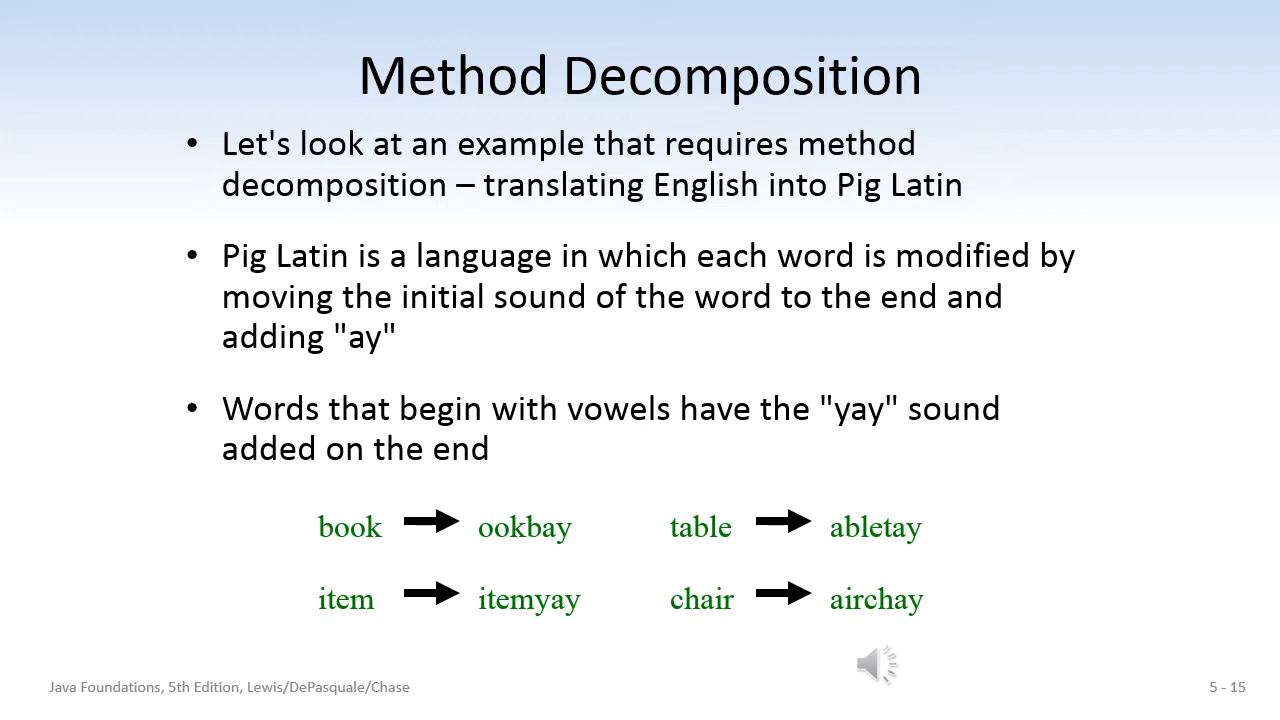 Method Decomposition
• Let's look at an example that requires method
decomposition – translating English into Pig Latin
• Pig Latin is a language in which each word is modified by
moving the initial sound of the word to the end and
adding "ay"
• Words that begin with vowels have the "yay" sound
added on the end
book ookbay table abletay
item itemyay chair airchay
Java Foundations, 5th Edition, Lewis/DePasquale/Chase 5 - 15